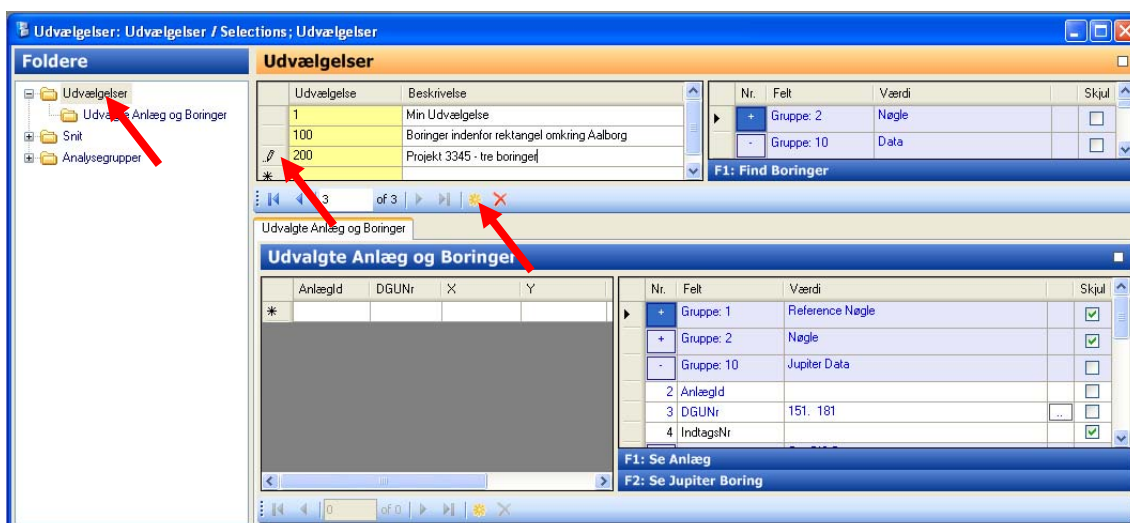 Udvælgelser: Udvælgelser / Selections; Udvælgelser
Foldere
Udvælgelser
Udvalgte Anlæg og Boringer
Snit
Analysegrupper
Udvælgelser
Udvælgelse Beskrivelse
1 Min Udvælgelse
100 Boringer indenfor rektangel omkring Aalborg
200 Projekt 3345 - tre boringer
Nr. Felt Værdi Skjul
+ Gruppe: 2 Nøgle
- Gruppe: 10 Data
F1: Find Boringer
3 of 3
Udvalgte Anlæg og Boringer
Udvalgte Anlæg og Boringer
AnlægId DGUNr X Y
Nr. Felt Værdi Skjul
+ Gruppe: 1 Reference Nøgle
+ Gruppe: 2 Nøgle
- Gruppe: 10 Jupiter Data
2 AnlægId
3 DGUNr 151. 181 ..
4 IndtagsNr
F1: Se Anlæg
F2: Se Jupiter Boring
0 of 0